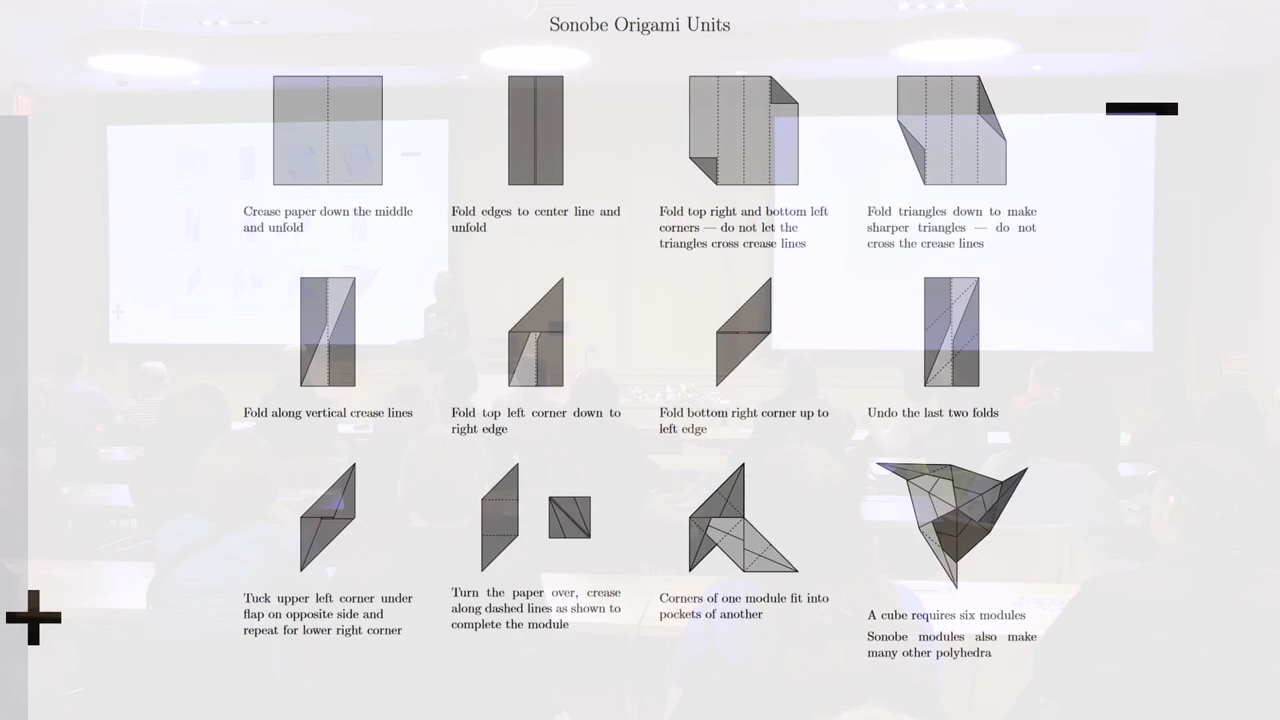 Sonobe Origami Units
Crease paper down the middle
and unfold
Fold edges to center line and
unfold
Fold top right and bottom left
corners — do not let the
triangles cross crease lines
Fold triangles down to make
sharper triangles — do not
cross the crease lines
Fold along vertical crease lines
Fold top left corner down to
right edge
Fold bottom right corner up to
left edge
Undo the last two folds
Tuck upper left corner under
flap on opposite side and
repeat for lower right corner
Turn the paper over, crease
along dashed lines as shown to
complete the module
Corners of one module fit into
pockets of another
A cube requires six modules
Sonobe modules also make
many other polyhedra